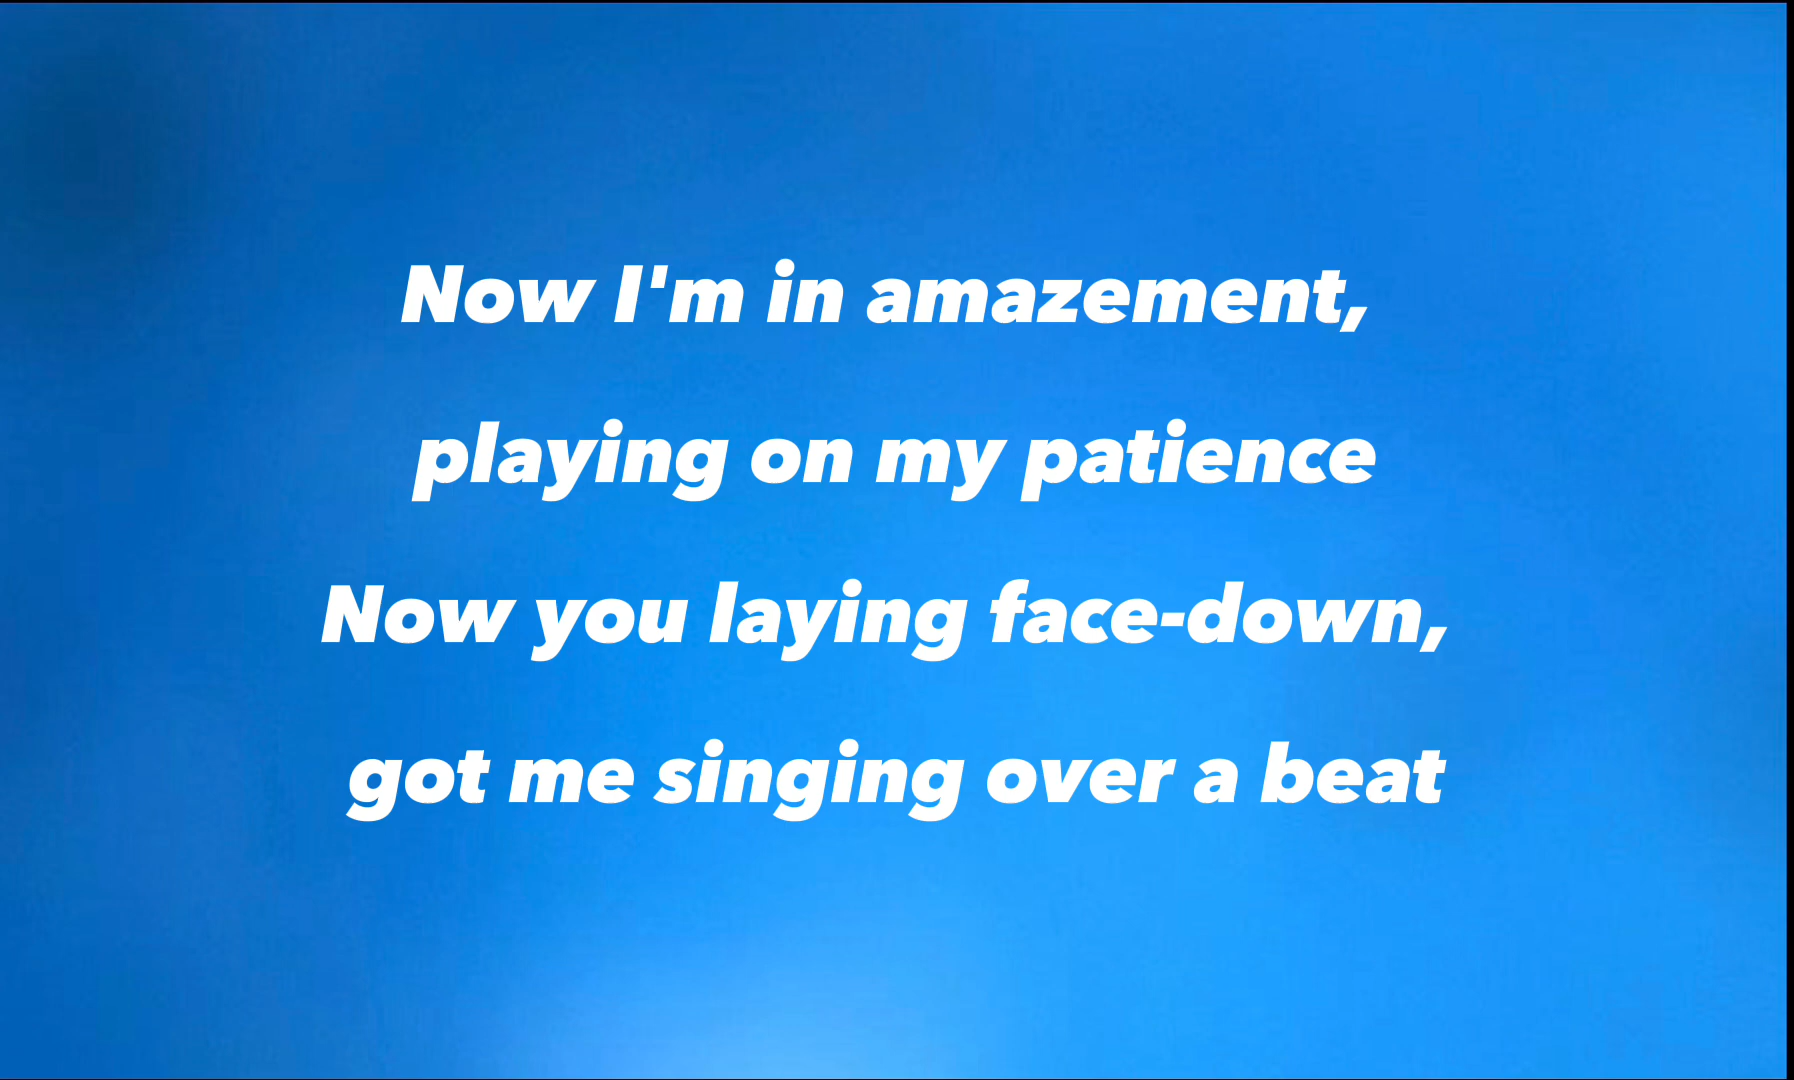 Now I'm in amazement,
playing on my patience
Now you laying face-down,
got me singing over a beat